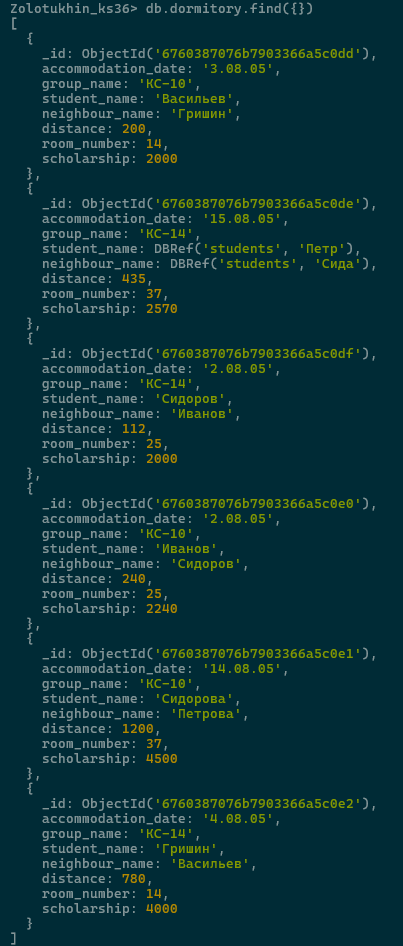 Zolotukhin_ks36> db.dormitory.find({})
[
  {
    _id: ObjectId('6760387076b7903366a5c0dd'),
    accommodation_date: '3.08.05',
    group_name: 'КС-10',
    student_name: 'Васильев',
    neighbour_name: 'Гришин',
    distance: 200,
    room_number: 14,
    scholarship: 2000
  },
  {
    _id: ObjectId('6760387076b7903366a5c0de'),
    accommodation_date: '15.08.05',
    group_name: 'КС-14',
    student_name: DBRef('students', 'Петр'),
    neighbour_name: DBRef('students', 'Сида'),
    distance: 435,
    room_number: 37,
    scholarship: 2570
  },
  {
    _id: ObjectId('6760387076b7903366a5c0df'),
    accommodation_date: '2.08.05',
    group_name: 'КС-14',
    student_name: 'Сидоров',
    neighbour_name: 'Иванов',
    distance: 112,
    room_number: 25,
    scholarship: 2000
  },
  {
    _id: ObjectId('6760387076b7903366a5c0e0'),
    accommodation_date: '2.08.05',
    group_name: 'КС-10',
    student_name: 'Иванов',
    neighbour_name: 'Сидоров',
    distance: 240,
    room_number: 25,
    scholarship: 2240
  },
  {
    _id: ObjectId('6760387076b7903366a5c0e1'),
    accommodation_date: '14.08.05',
    group_name: 'КС-10',
    student_name: 'Сидорова',
    neighbour_name: 'Петрова',
    distance: 1200,
    room_number: 37,
    scholarship: 4500
  },
  {
    _id: ObjectId('6760387076b7903366a5c0e2'),
    accommodation_date: '4.08.05',
    group_name: 'КС-14',
    student_name: 'Гришин',
    neighbour_name: 'Васильев',
    distance: 780,
    room_number: 14,
    scholarship: 4000
  }
]